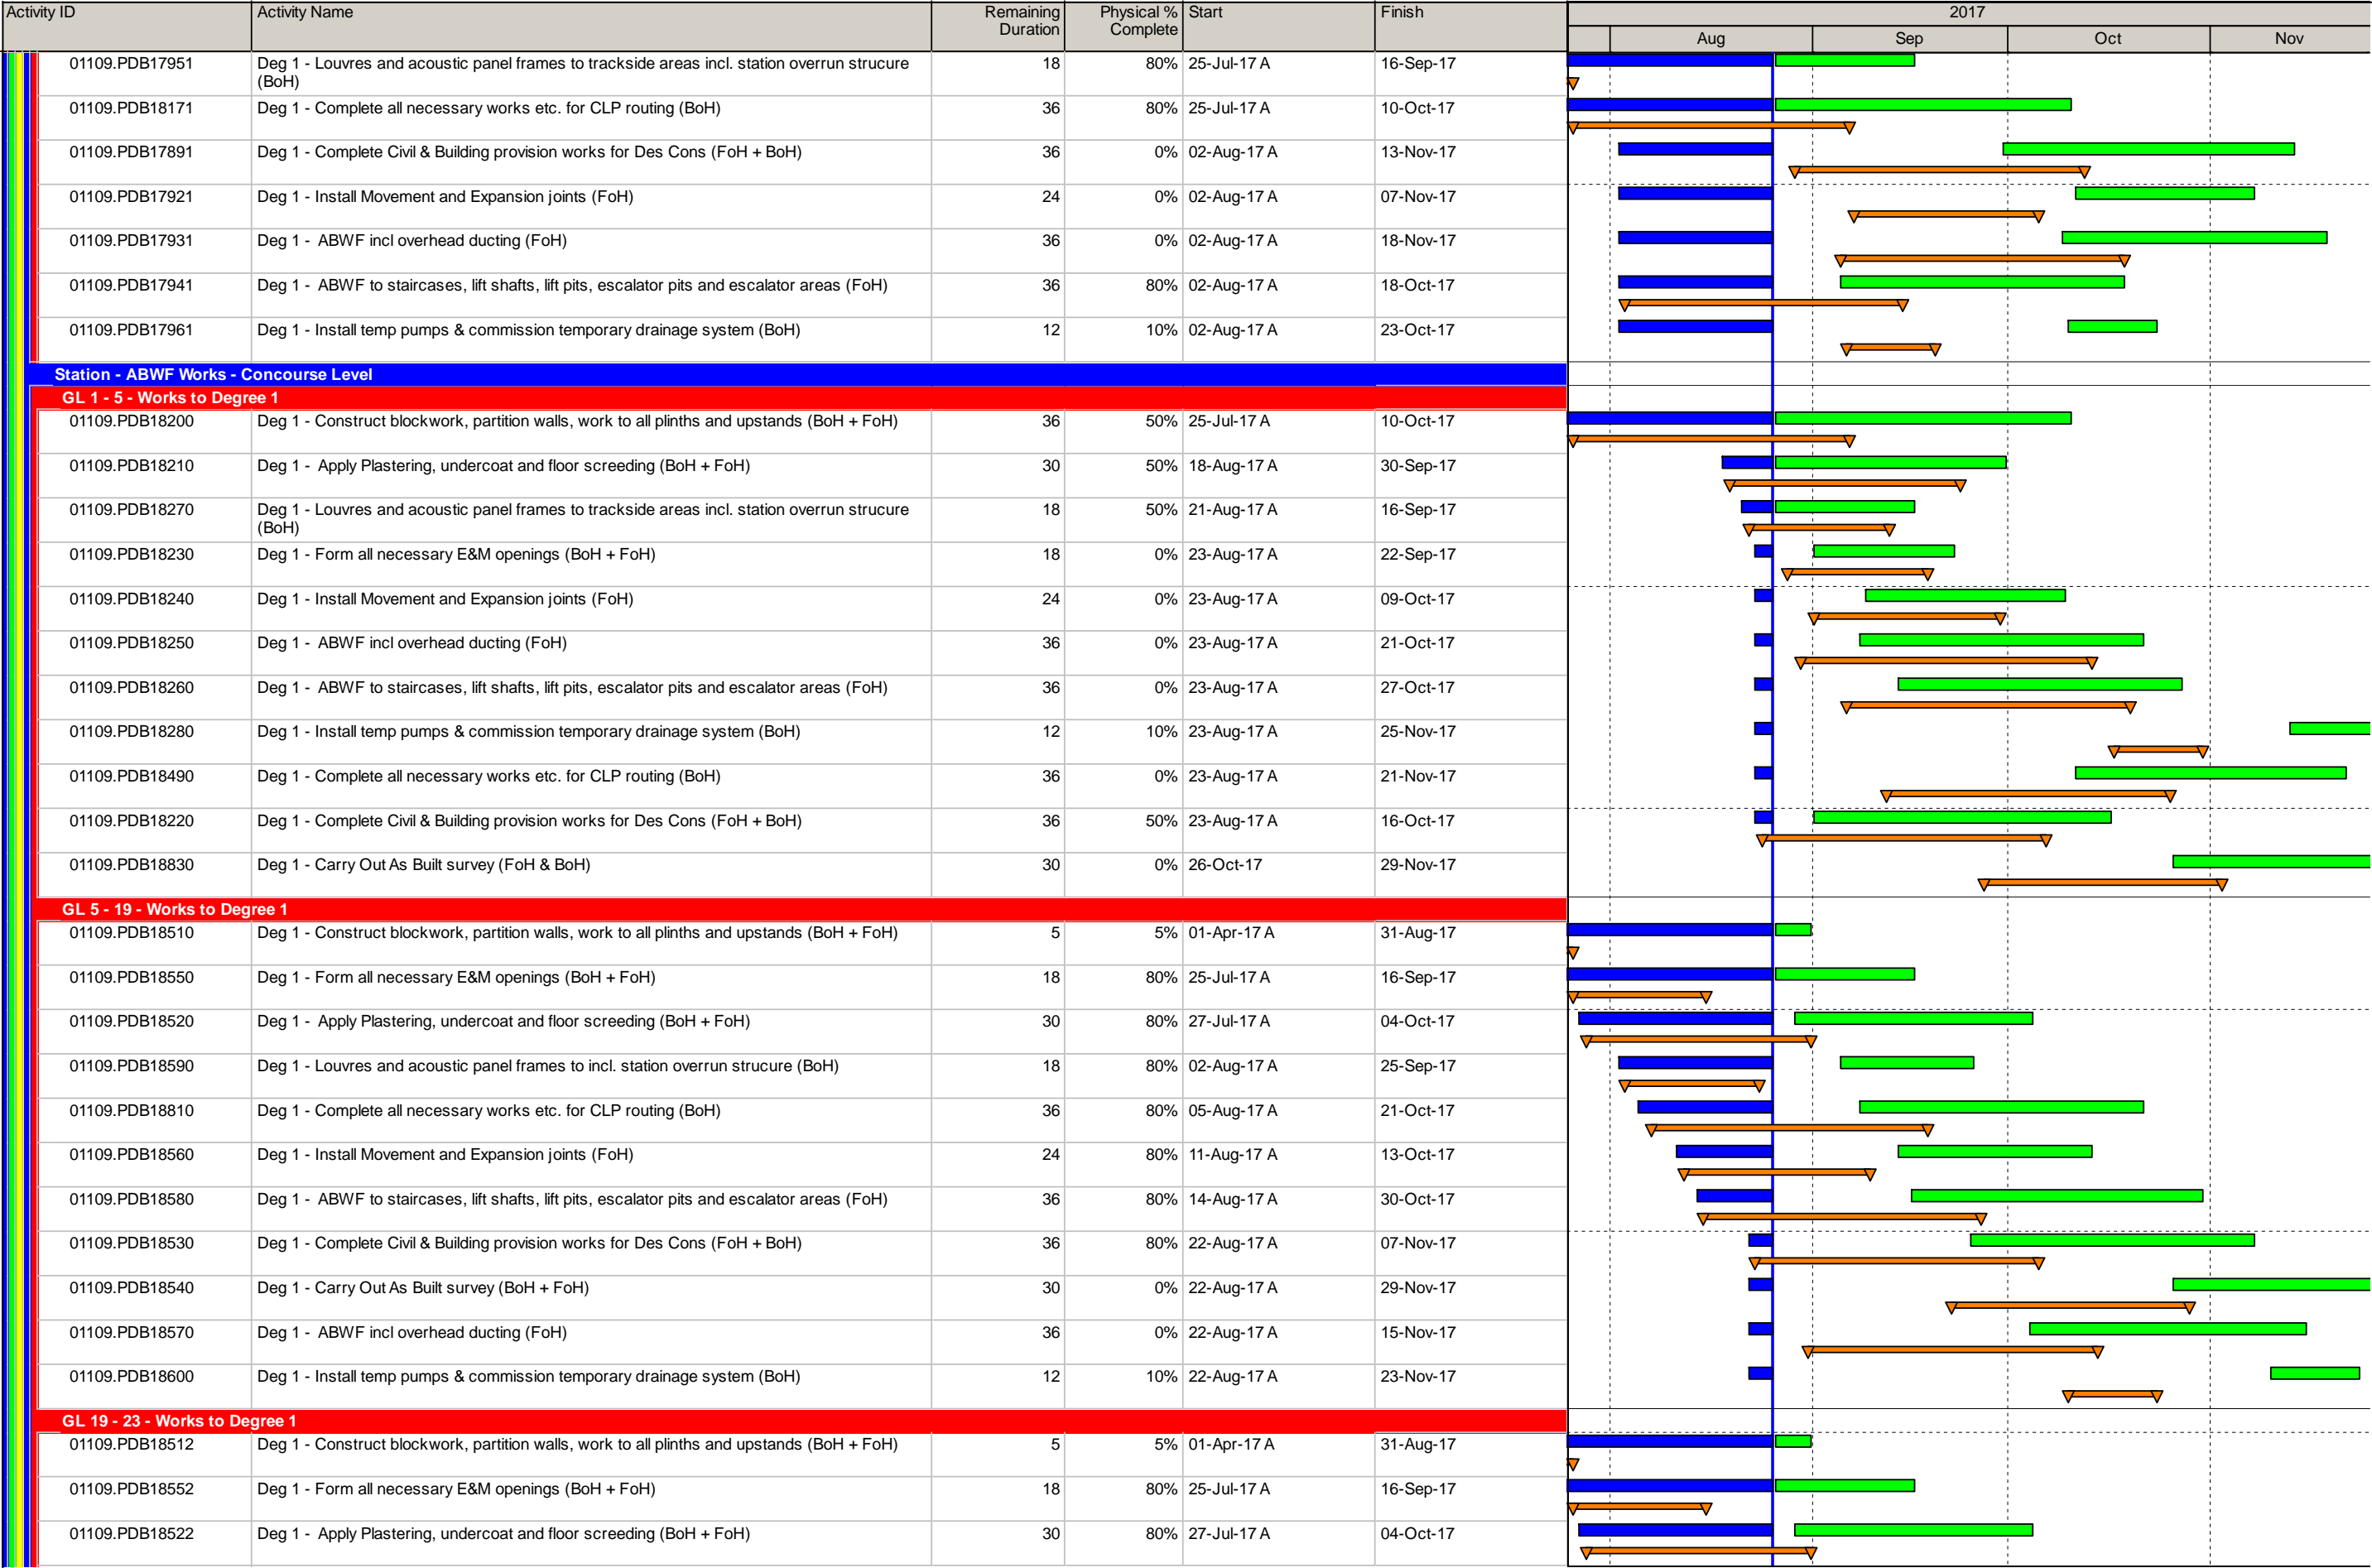 Activity ID Activity Name Remaining Duration Physical % Complete Start Finish 2017
Aug Sep Oct Nov
01109.PDB17951 Deg 1 - Louvres and acoustic panel frames to trackside areas incl. station overrun strucure (BoH) 18 80% 25-Jul-17 A 16-Sep-17
01109.PDB18171 Deg 1 - Complete all necessary works etc. for CLP routing (BoH) 36 80% 25-Jul-17 A 10-Oct-17
01109.PDB17891 Deg 1 - Complete Civil & Building provision works for Des Cons (FoH + BoH) 36 0% 02-Aug-17 A 13-Nov-17
01109.PDB17921 Deg 1 - Install Movement and Expansion joints (FoH) 24 0% 02-Aug-17 A 07-Nov-17
01109.PDB17931 Deg 1 - ABWF incl overhead ducting (FoH) 36 0% 02-Aug-17 A 18-Nov-17
01109.PDB17941 Deg 1 - ABWF to staircases, lift shafts, lift pits, escalator pits and escalator areas (FoH) 36 80% 02-Aug-17 A 18-Oct-17
01109.PDB17961 Deg 1 - Install temp pumps & commission temporary drainage system (BoH) 12 10% 02-Aug-17 A 23-Oct-17
Station - ABWF Works - Concourse Level
GL 1 - 5 - Works to Degree 1
01109.PDB18200 Deg 1 - Construct blockwork, partition walls, work to all plinths and upstands (BoH + FoH) 36 50% 25-Jul-17 A 10-Oct-17
01109.PDB18210 Deg 1 - Apply Plastering, undercoat and floor screeding (BoH + FoH) 30 50% 18-Aug-17 A 30-Sep-17
01109.PDB18270 Deg 1 - Louvres and acoustic panel frames to trackside areas incl. station overrun strucure (BoH) 18 50% 21-Aug-17 A 16-Sep-17
01109.PDB18230 Deg 1 - Form all necessary E&M openings (BoH + FoH) 18 0% 23-Aug-17 A 22-Sep-17
01109.PDB18240 Deg 1 - Install Movement and Expansion joints (FoH) 24 0% 23-Aug-17 A 09-Oct-17
01109.PDB18250 Deg 1 - ABWF incl overhead ducting (FoH) 36 0% 23-Aug-17 A 21-Oct-17
01109.PDB18260 Deg 1 - ABWF to staircases, lift shafts, lift pits, escalator pits and escalator areas (FoH) 36 0% 23-Aug-17 A 27-Oct-17
01109.PDB18280 Deg 1 - Install temp pumps & commission temporary drainage system (BoH) 12 10% 23-Aug-17 A 25-Nov-17
01109.PDB18490 Deg 1 - Complete all necessary works etc. for CLP routing (BoH) 36 0% 23-Aug-17 A 21-Nov-17
01109.PDB18220 Deg 1 - Complete Civil & Building provision works for Des Cons (FoH + BoH) 36 50% 23-Aug-17 A 16-Oct-17
01109.PDB18830 Deg 1 - Carry Out As Built survey (FoH & BoH) 30 0% 26-Oct-17 29-Nov-17
GL 5 - 19 - Works to Degree 1
01109.PDB18510 Deg 1 - Construct blockwork, partition walls, work to all plinths and upstands (BoH + FoH) 5 5% 01-Apr-17 A 31-Aug-17
01109.PDB18550 Deg 1 - Form all necessary E&M openings (BoH + FoH) 18 80% 25-Jul-17 A 16-Sep-17
01109.PDB18520 Deg 1 - Apply Plastering, undercoat and floor screeding (BoH + FoH) 30 80% 27-Jul-17 A 04-Oct-17
01109.PDB18590 Deg 1 - Louvres and acoustic panel frames to incl. station overrun strucure (BoH) 18 80% 02-Aug-17 A 25-Sep-17
01109.PDB18810 Deg 1 - Complete all necessary works etc. for CLP routing (BoH) 36 80% 05-Aug-17 A 21-Oct-17
01109.PDB18560 Deg 1 - Install Movement and Expansion joints (FoH) 24 80% 11-Aug-17 A 13-Oct-17
01109.PDB18580 Deg 1 - ABWF to staircases, lift shafts, lift pits, escalator pits and escalator areas (FoH) 36 80% 14-Aug-17 A 30-Oct-17
01109.PDB18530 Deg 1 - Complete Civil & Building provision works for Des Cons (FoH + BoH) 36 80% 22-Aug-17 A 07-Nov-17
01109.PDB18540 Deg 1 - Carry Out As Built survey (BoH + FoH) 30 0% 22-Aug-17 A 29-Nov-17
01109.PDB18570 Deg 1 - ABWF incl overhead ducting (FoH) 36 0% 22-Aug-17 A 15-Nov-17
01109.PDB18600 Deg 1 - Install temp pumps & commission temporary drainage system (BoH) 12 10% 22-Aug-17 A 23-Nov-17
GL 19 - 23 - Works to Degree 1
01109.PDB18512 Deg 1 - Construct blockwork, partition walls, work to all plinths and upstands (BoH + FoH) 5 5% 01-Apr-17 A 31-Aug-17
01109.PDB18552 Deg 1 - Form all necessary E&M openings (BoH + FoH) 18 80% 25-Jul-17 A 16-Sep-17
01109.PDB18522 Deg 1 - Apply Plastering, undercoat and floor screeding (BoH + FoH) 30 80% 27-Jul-17 A 04-Oct-17